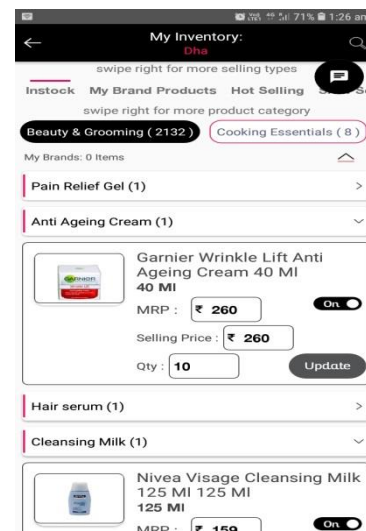 71% 1:26 am
My Inventory:
Dha
swipe right for more selling types
Instock My Brand Products Hot Selling
swipe right for more product category
Beauty & Grooming ( 2132 ) Cooking Essentials ( 8 )
My Brands: 0 Items
Pain Relief Gel (1)
Anti Ageing Cream (1)
GARNIER
Garnier Wrinkle Lift Anti
Ageing Cream 40 Ml
40 Ml
MRP : ₹ 260 On
Selling Price : ₹ 260
Qty : 10 Update
Hair serum (1)
Cleansing Milk (1)
Nivea Visage Cleansing Milk
125 Ml 125 Ml
125 Ml
MRP : ₹ 159 On